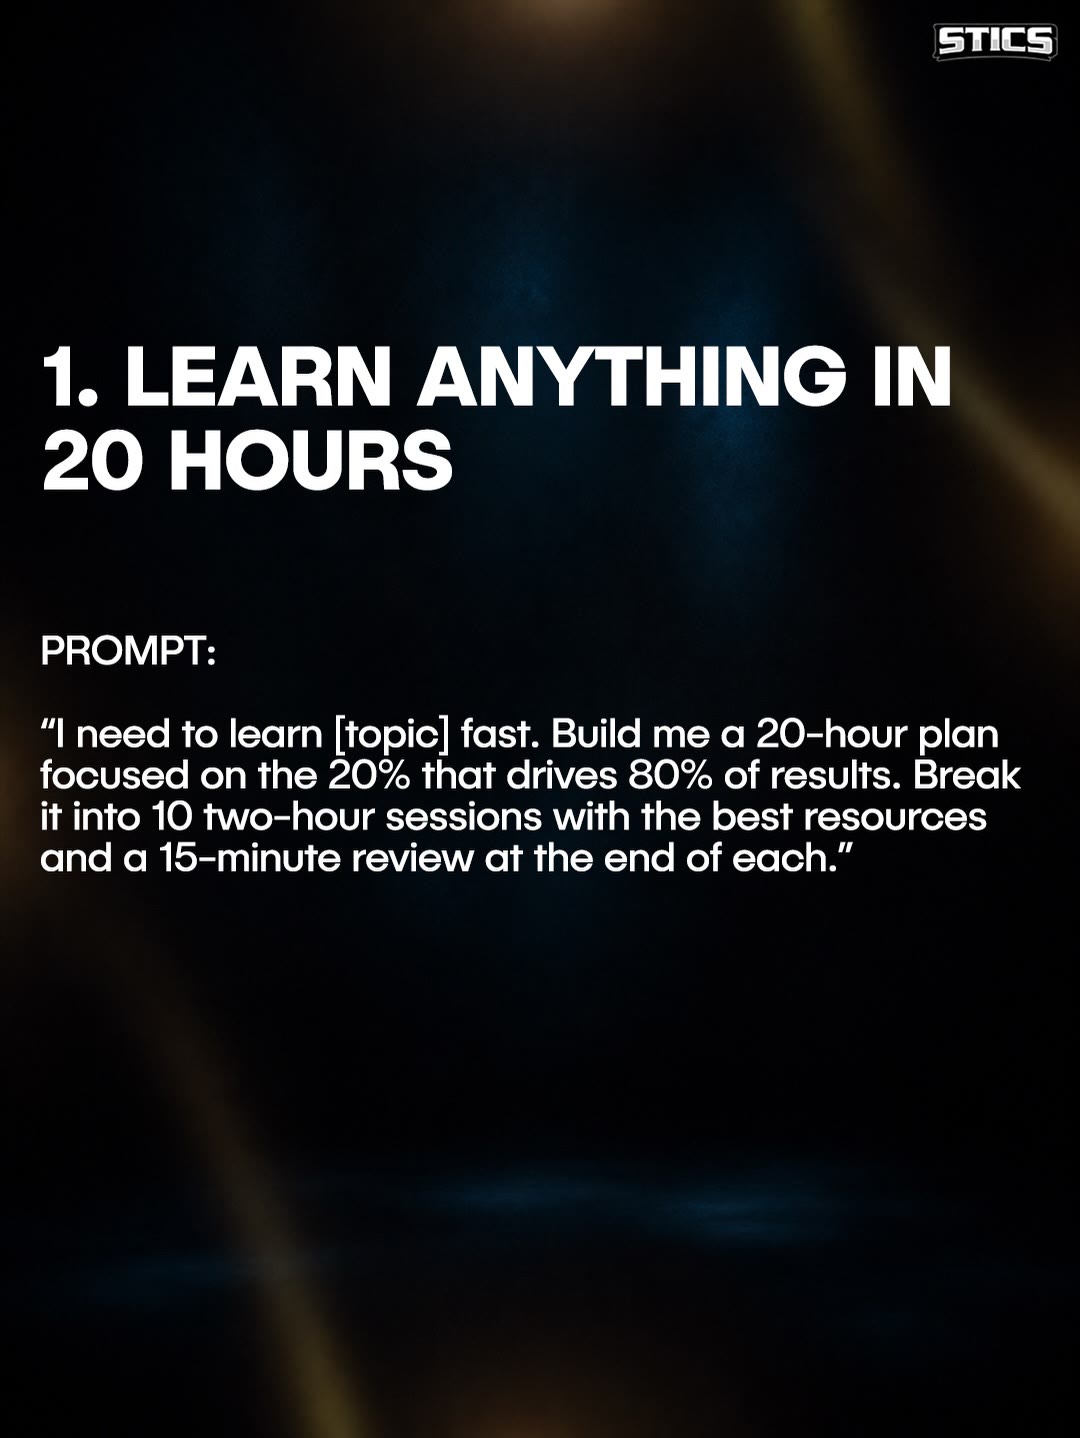 STICS
1. LEARN ANYTHING IN
20 HOURS
PROMPT:
“I need to learn [topic] fast. Build me a 20-hour plan
focused on the 20% that drives 80% of results. Break
it into 10 two-hour sessions with the best resources
and a 15-minute review at the end of each.”